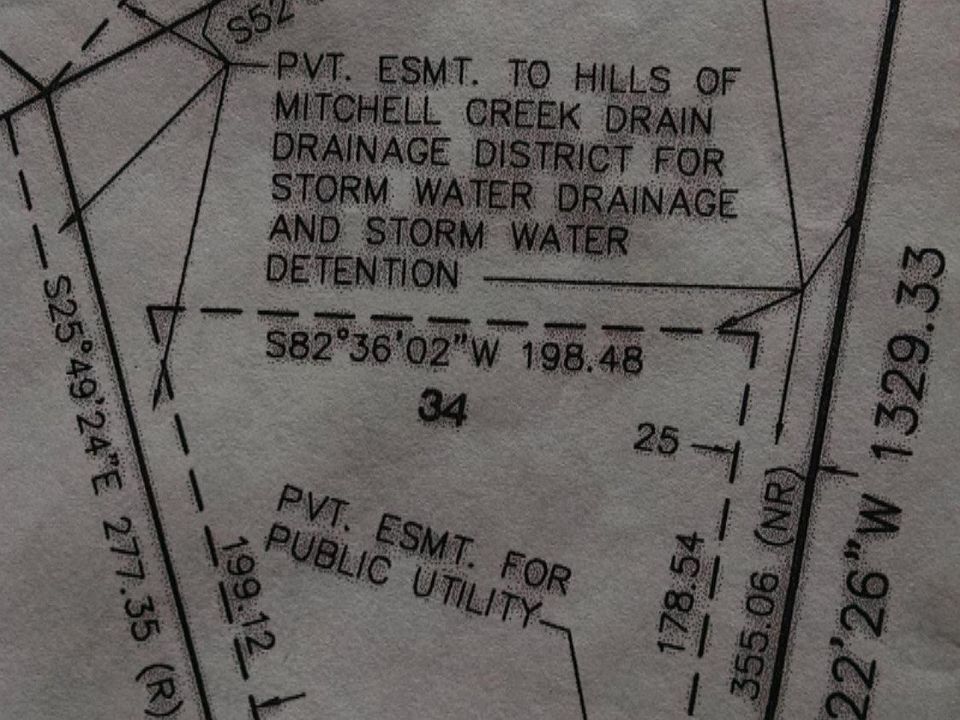 S52
PVT. ESMT. TO HILLS OF
MITCHELL CREEK DRAIN
DRAINAGE DISTRICT FOR
STORM WATER DRAINAGE
AND STORM WATER
DETENTION
S82°36'02"W 198.48
34
25
S25°49'24"E 277.35 (R)
199.12
PVT. ESMT. FOR
PUBLIC UTILITY
178.54
355.06 (NR)
22'26"W 1329.33